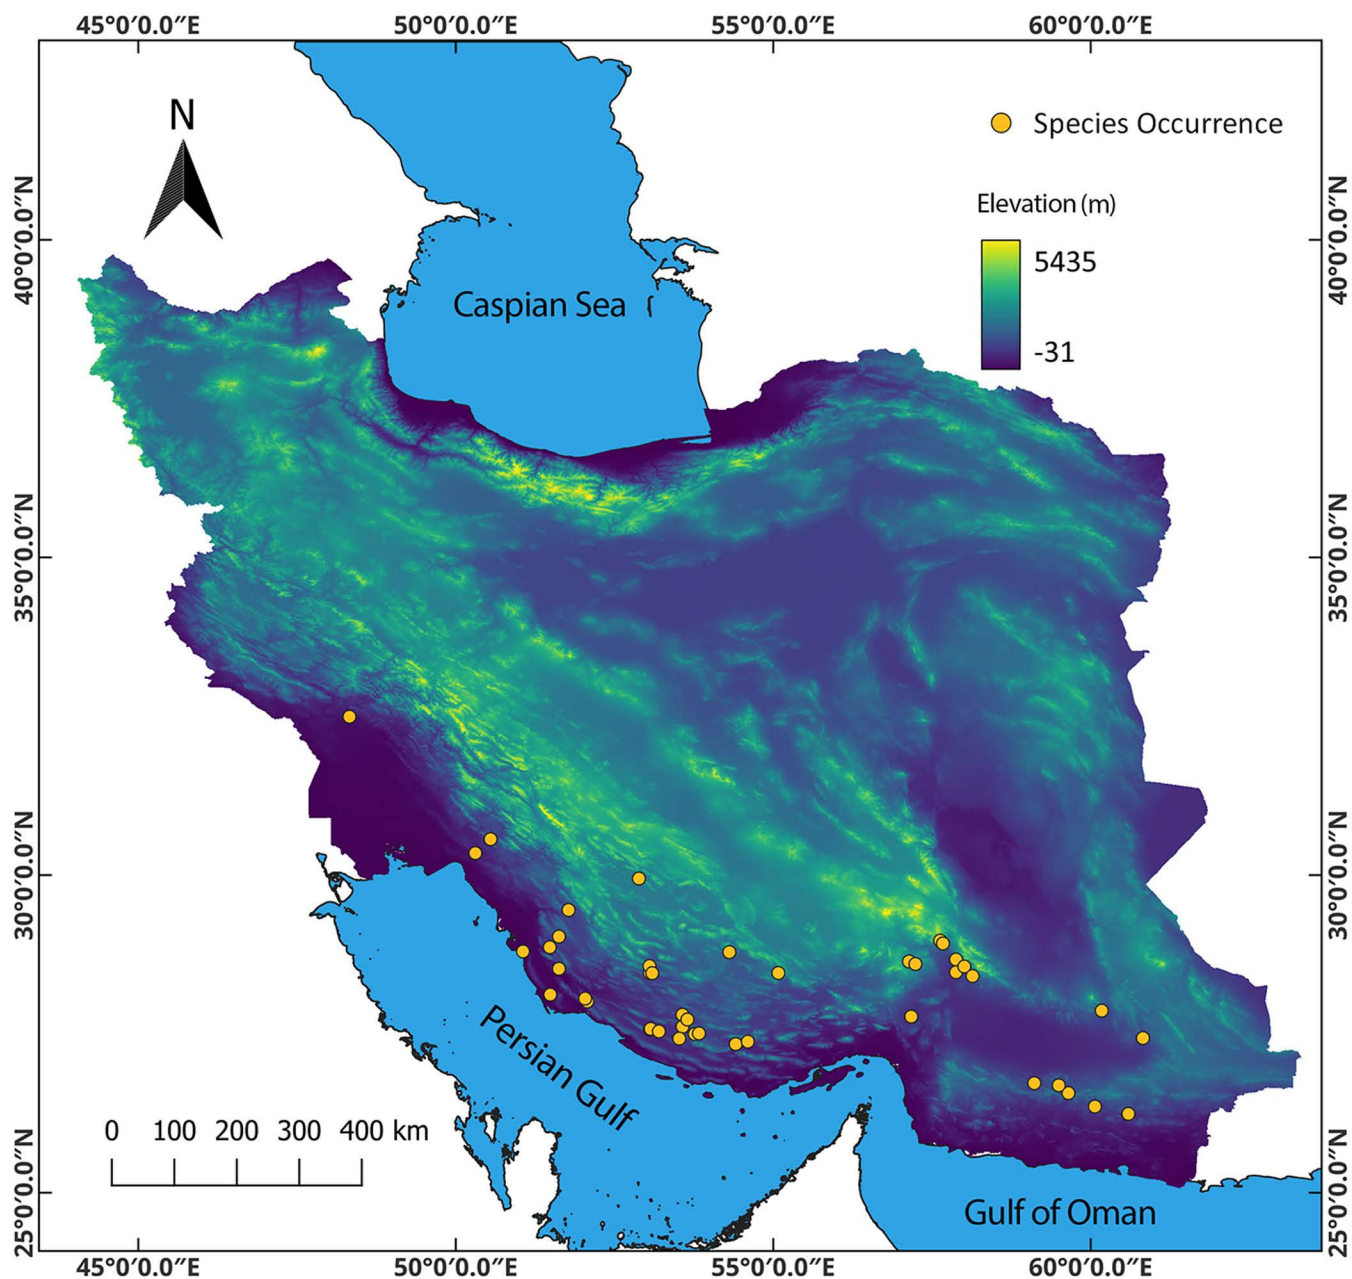 45°0′0.0″E 50°0′0.0″E 55°0′0.0″E 60°0′0.0″E
N
Species Occurrence
Elevation (m)
5435
-31
40°0′0.0″N
40°0′0.0″N
Caspian Sea
35°0′0.0″N
35°0′0.0″N
30°0′0.0″N
30°0′0.0″N
Persian Gulf
0 100 200 300 400 km
25°0′0.0″N
25°0′0.0″N
Gulf of Oman
45°0′0.0″E 50°0′0.0″E 55°0′0.0″E 60°0′0.0″E